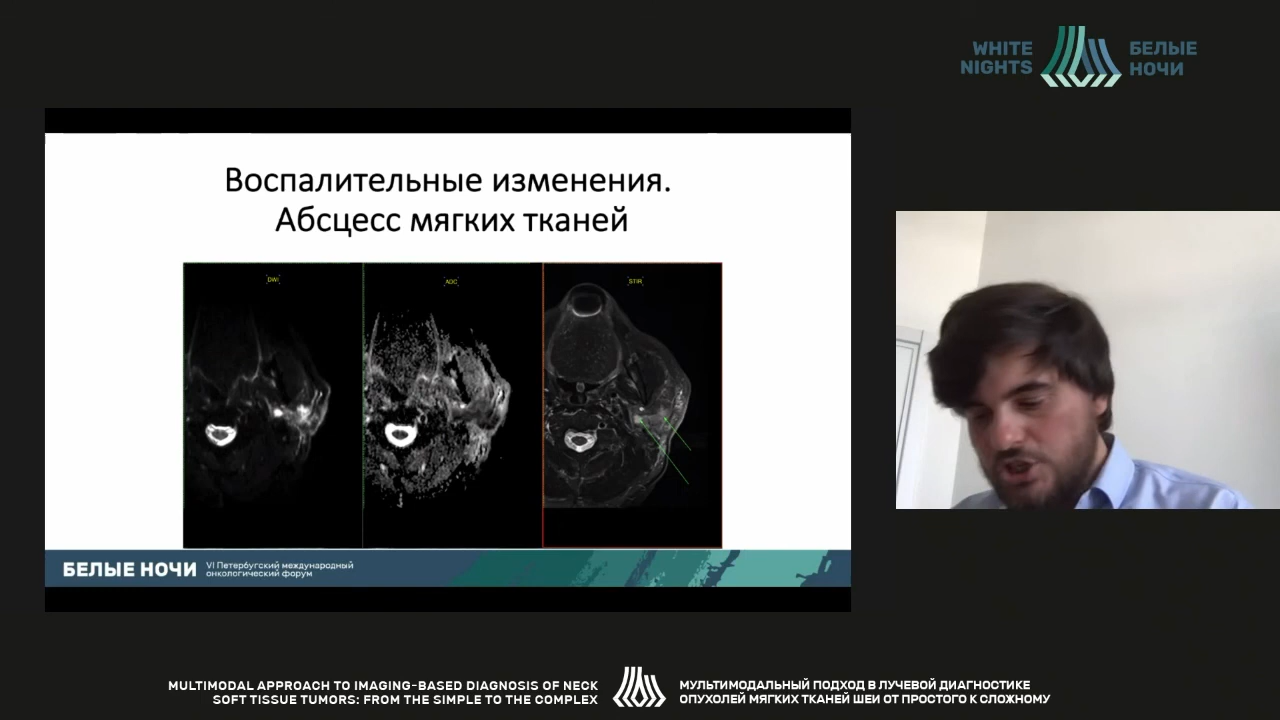 WHITE
NIGHTS
БЕЛЫЕ
НОЧИ
Воспалительные изменения.
Абсцесс мягких тканей
DWI
ADC
STIR
БЕЛЫЕ НОЧИ
VI Петербугский международный
онкологический форум
MULTIMODAL APPROACH TO IMAGING-BASED DIAGNOSIS OF NECK
SOFT TISSUE TUMORS: FROM THE SIMPLE TO THE COMPLEX
МУЛЬТИМОДАЛЬНЫЙ ПОДХОД В ЛУЧЕВОЙ ДИАГНОСТИКЕ
ОПУХОЛЕЙ МЯГКИХ ТКАНЕЙ ШЕИ ОТ ПРОСТОГО К СЛОЖНОМУ